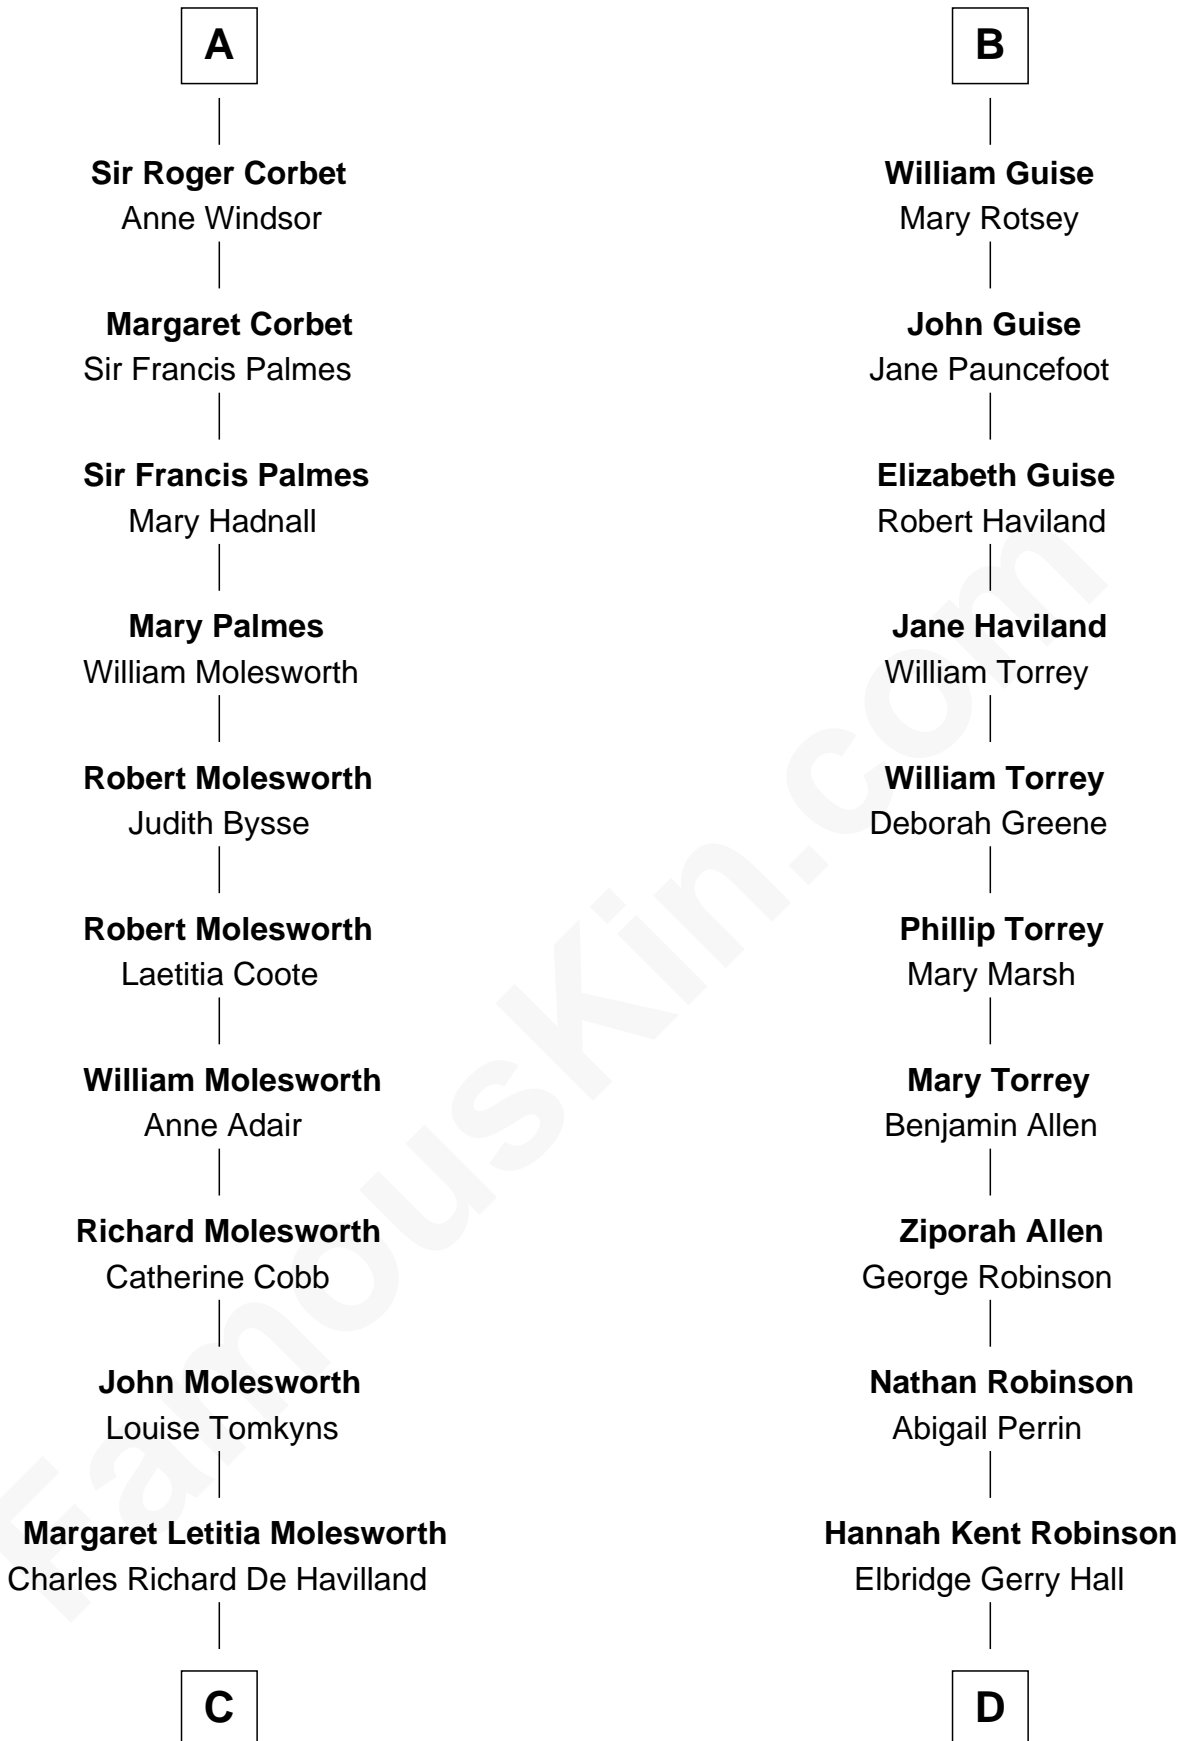 A
Sir Roger Corbet
Anne Windsor
Margaret Corbet
Sir Francis Palmes
Sir Francis Palmes
Mary Hadnall
Mary Palmes
William Molesworth
Robert Molesworth
Judith Bysse
Robert Molesworth
Laetitia Coote
William Molesworth
Anne Adair
Richard Molesworth
Catherine Cobb
John Molesworth
Louise Tomkyns
Margaret Letitia Molesworth
Charles Richard De Havilland
C
B
William Guise
Mary Rotsey
John Guise
Jane Pauncefoot
Elizabeth Guise
Robert Haviland
Jane Haviland
William Torrey
William Torrey
Deborah Greene
Phillip Torrey
Mary Marsh
Mary Torrey
Benjamin Allen
Ziporah Allen
George Robinson
Nathan Robinson
Abigail Perrin
Hannah Kent Robinson
Elbridge Gerry Hall
D
FamousKin.com